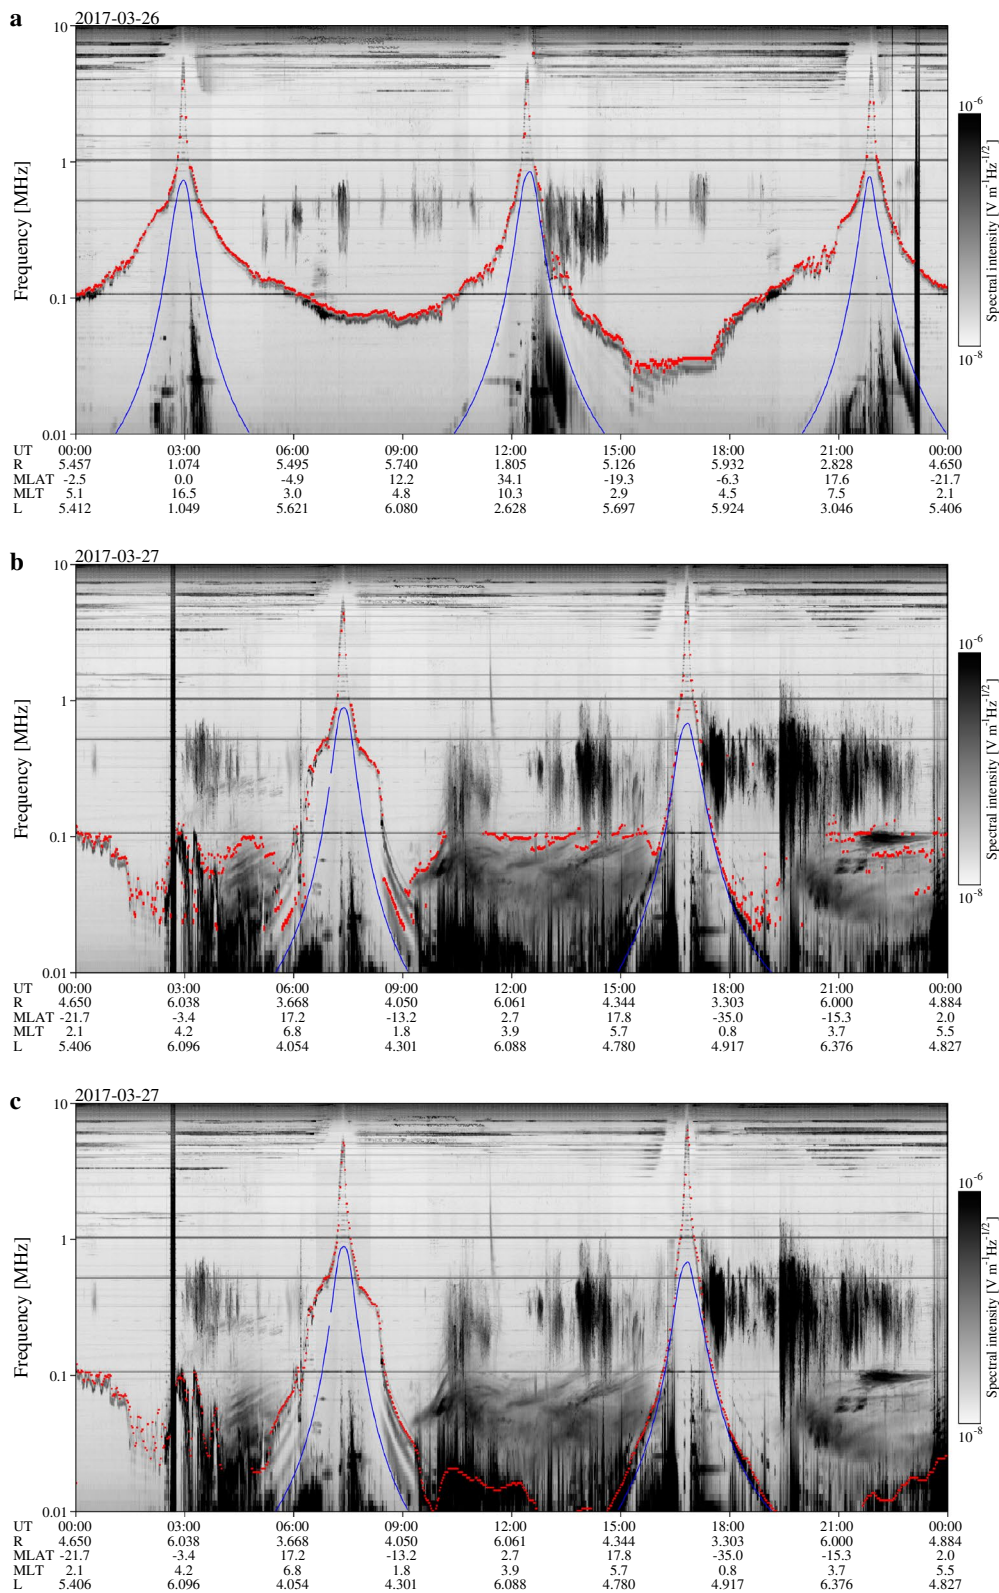 a 2017-03-26
10
1
0.1
0.01
Frequency [MHz]
10-6
10-8
Spectral intensity [V m-1Hz-1/2]
UT 00:00 03:00 06:00 09:00 12:00 15:00 18:00 21:00 00:00
R 5.457 1.074 5.495 5.740 1.805 5.126 5.932 2.828 4.650
MLAT -2.5 0.0 -4.9 12.2 34.1 -19.3 -6.3 17.6 -21.7
MLT 5.1 16.5 3.0 4.8 10.3 2.9 4.5 7.5 2.1
L 5.412 1.049 5.621 6.080 2.628 5.697 5.924 3.046 5.406
b 2017-03-27
10
1
0.1
0.01
Frequency [MHz]
10-6
10-8
Spectral intensity [V m-1Hz-1/2]
UT 00:00 03:00 06:00 09:00 12:00 15:00 18:00 21:00 00:00
R 4.650 6.038 3.668 4.050 6.061 4.344 3.303 6.000 4.884
MLAT -21.7 -3.4 17.2 -13.2 2.7 17.8 -35.0 -15.3 2.0
MLT 2.1 4.2 6.8 1.8 3.9 5.7 0.8 3.7 5.5
L 5.406 6.096 4.054 4.301 6.088 4.780 4.917 6.376 4.827
c 2017-03-27
10
1
0.1
0.01
Frequency [MHz]
10-6
10-8
Spectral intensity [V m-1Hz-1/2]
UT 00:00 03:00 06:00 09:00 12:00 15:00 18:00 21:00 00:00
R 4.650 6.038 3.668 4.050 6.061 4.344 3.303 6.000 4.884
MLAT -21.7 -3.4 17.2 -13.2 2.7 17.8 -35.0 -15.3 2.0
MLT 2.1 4.2 6.8 1.8 3.9 5.7 0.8 3.7 5.5
L 5.406 6.096 4.054 4.301 6.088 4.780 4.917 6.376 4.827